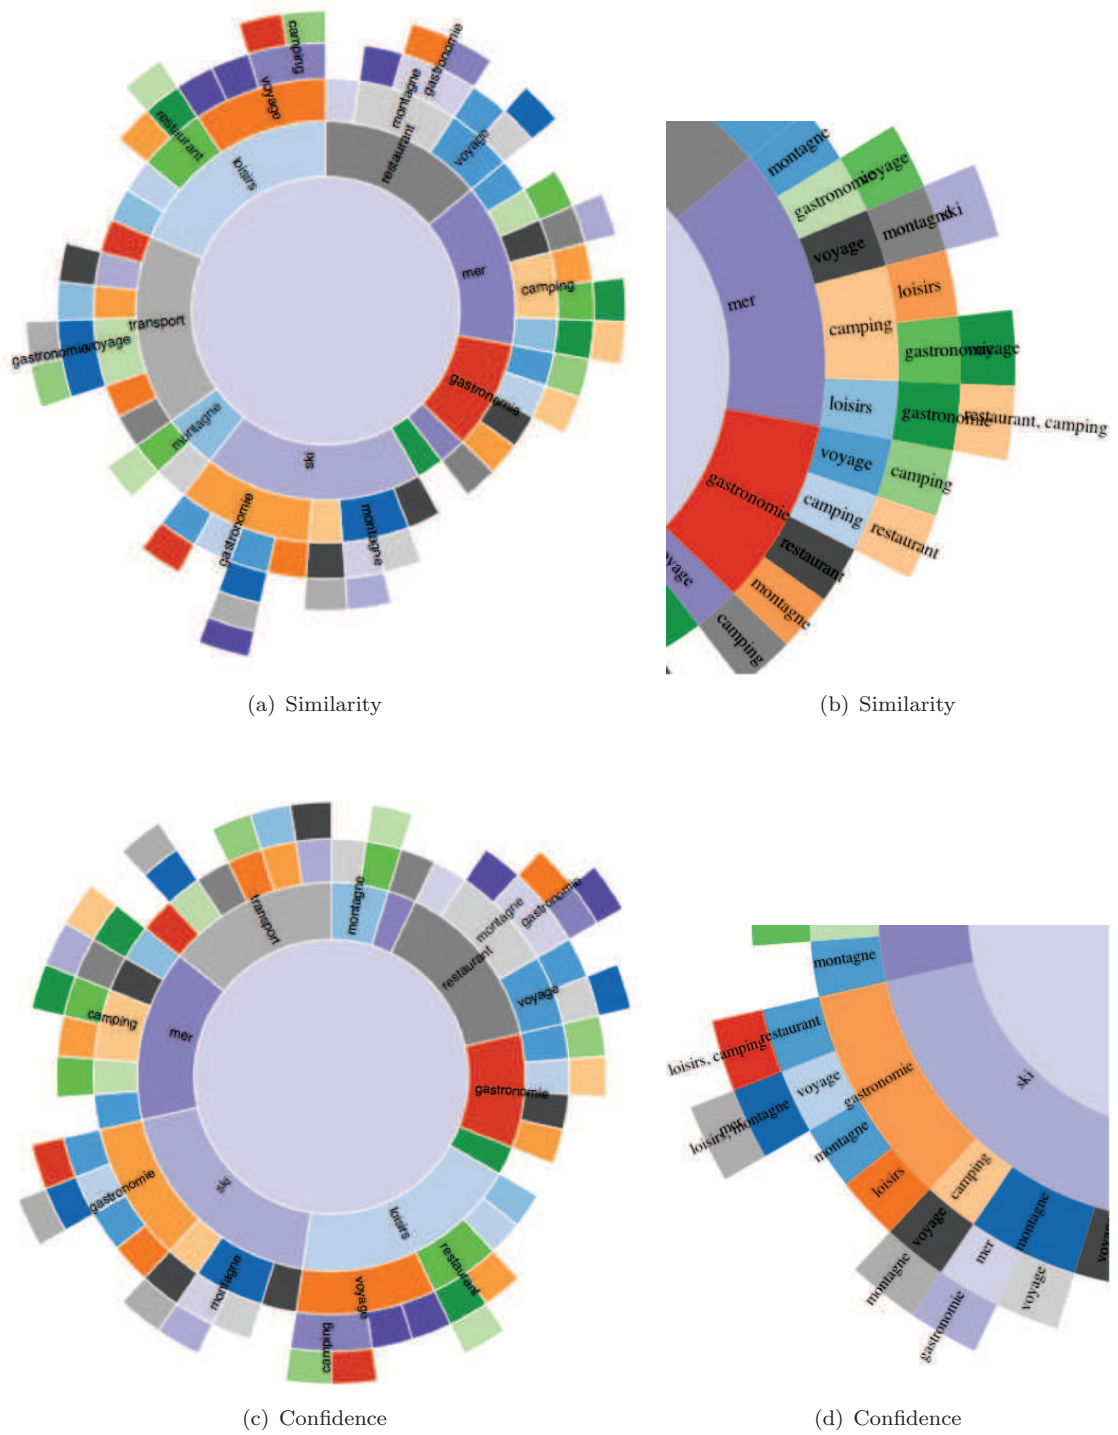 camping
voyage
restaurant
loisirs
gastronomie
montagne
restaurant
voyage
mer
camping
gastronomie
transport
voyage
gastronomie
montagne
ski
gastronomie
montagne
montagne
gastronomie
voyage
voyage
montagne
ski
mer
camping
loisirs
gastronomie
voyage
loisirs
gastronomie
restaurant, camping
gastronomie
voyage
camping
camping
restaurant
restaurant
montagne
camping
(a) Similarity
(b) Similarity
transport
montagne
restaurant
montagne
gastronomie
voyage
camping
mer
gastronomie
ski
loisirs
gastronomie
montagne
voyage
restaurant
camping
montagne
loisirs, camping
restaurant
voyage
gastronomie
ski
mer
loisirs, montagne
montagne
loisirs
camping
voyage
montagne
mer
montagne
voyage
gastronomie
(c) Confidence
(d) Confidence